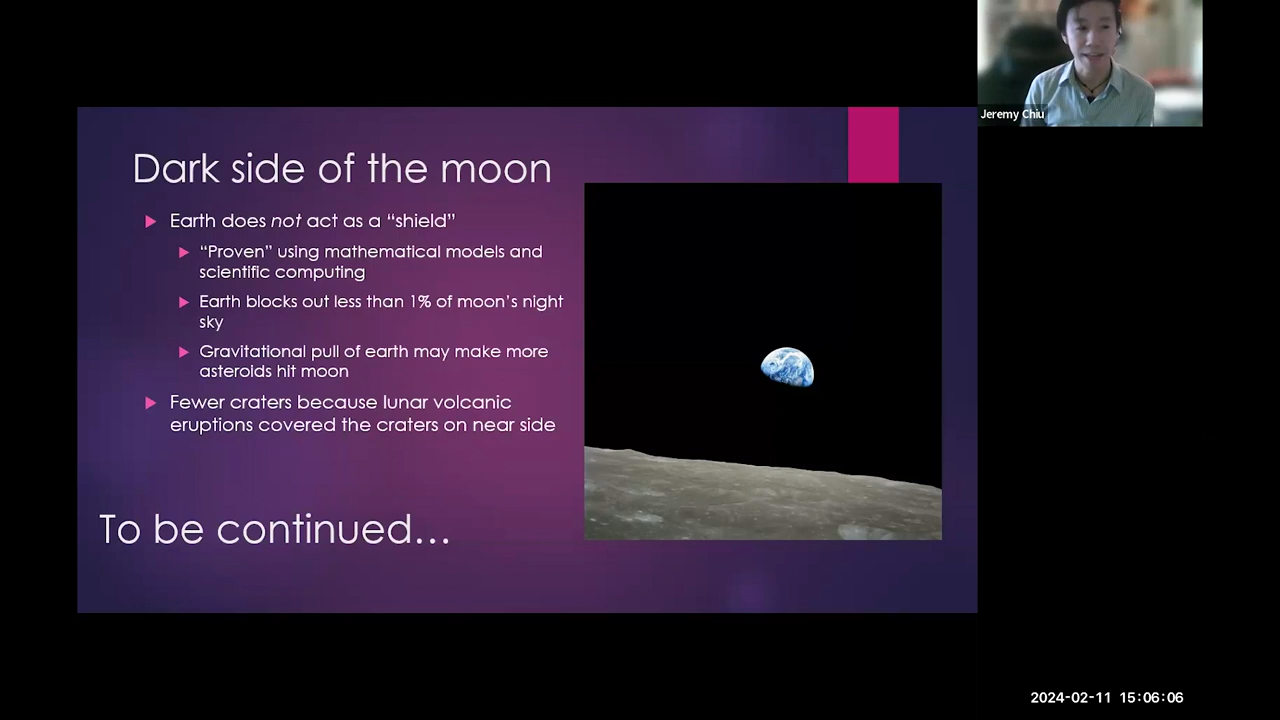 Jeremy Chiu
Dark side of the moon
Earth does not act as a “shield”
“Proven” using mathematical models and
scientific computing
Earth blocks out less than 1% of moon’s night
sky
Gravitational pull of earth may make more
asteroids hit moon
Fewer craters because lunar volcanic
eruptions covered the craters on near side
To be continued…
2024-02-11 15:06:06